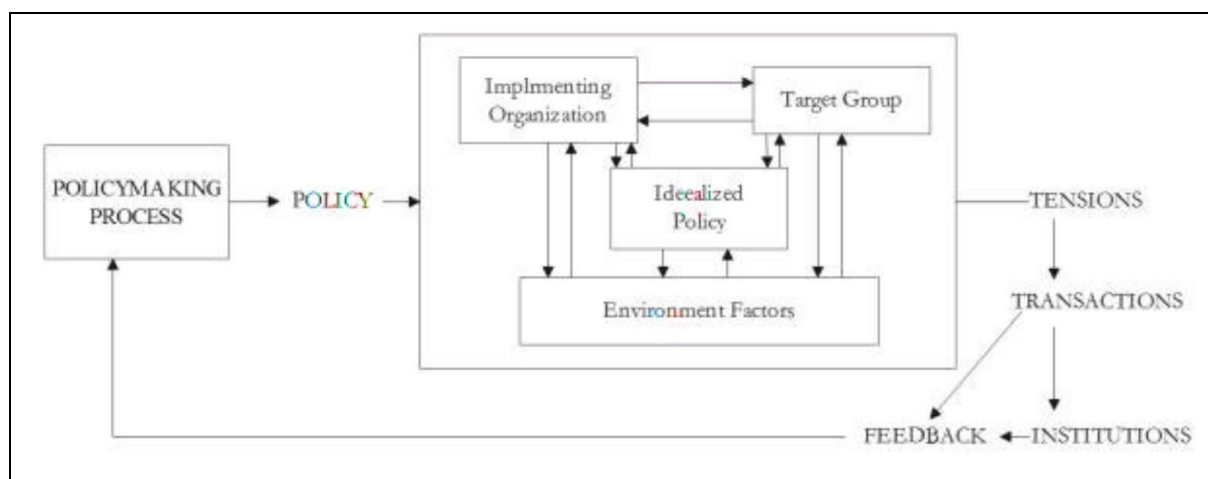 Implrmenting
Organization
Target Group
POLICYMAKING
PROCESS
POLICY
Ideealized
Policy
TENSIONS
Environment Factors
TRANSACTIONS
FEEDBACK
INSTITUTIONS